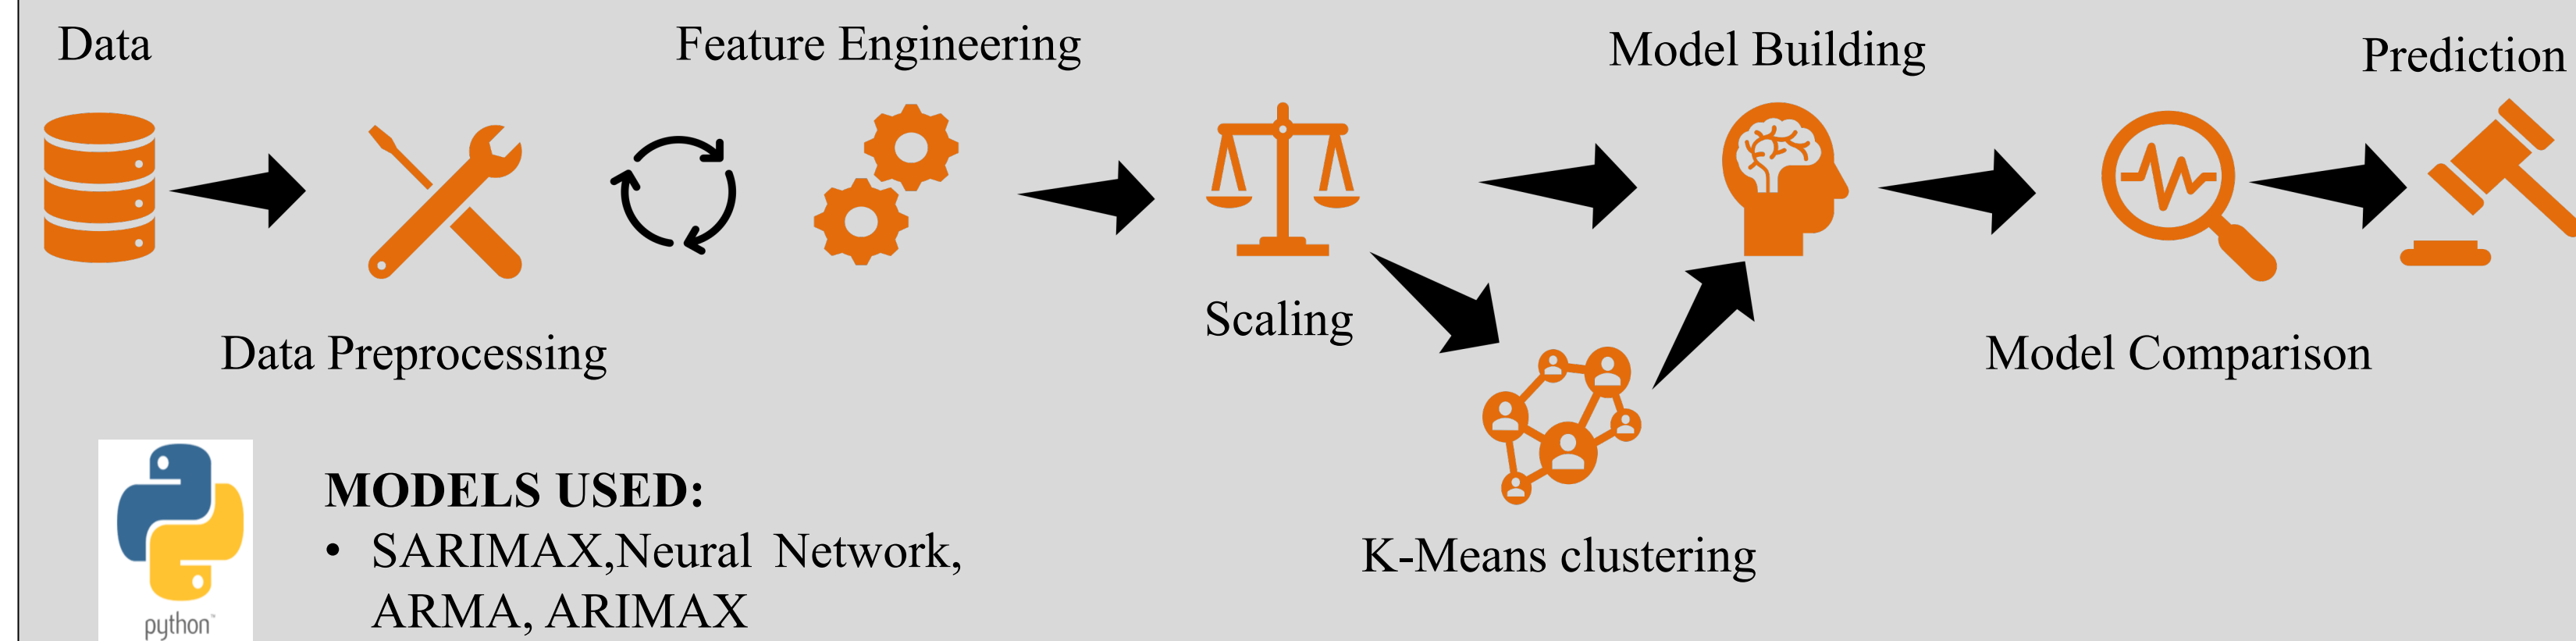 Data
Feature Engineering
Model Building
Prediction
Scaling
Data Preprocessing
Model Comparison
K-Means clustering
python™
MODELS USED:
• SARIMAX,Neural Network,
ARMA, ARIMAX